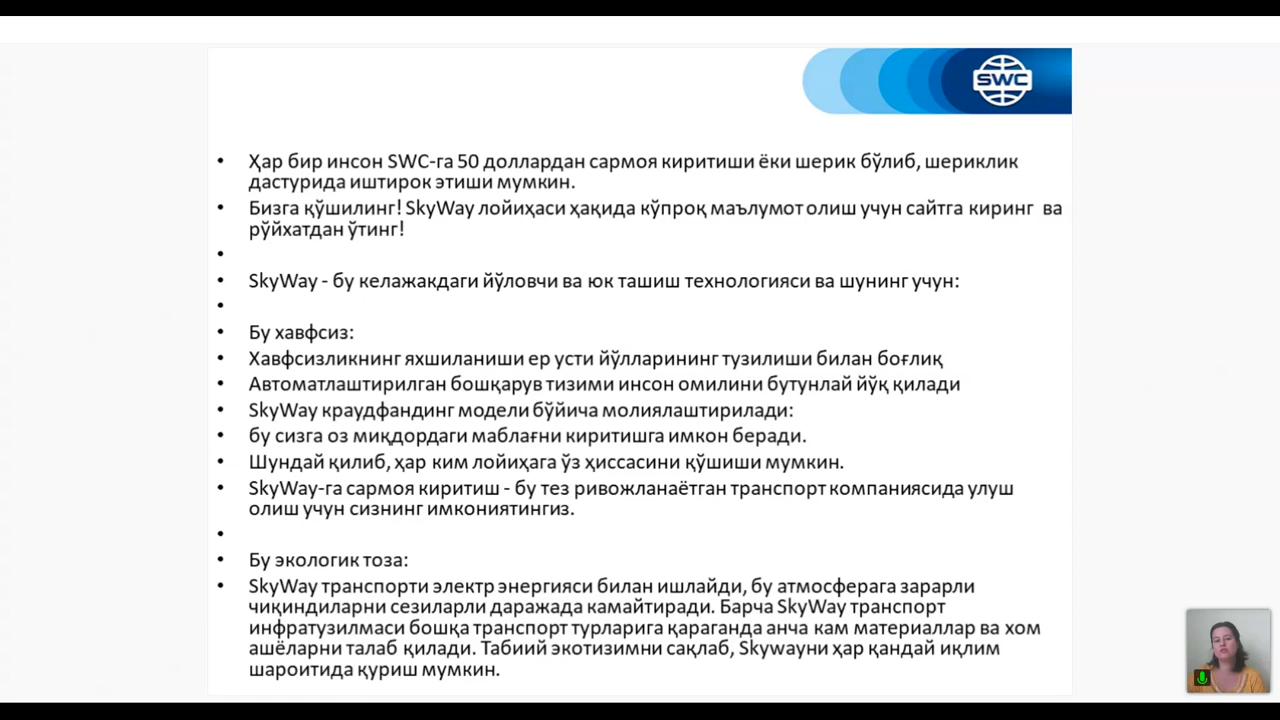 SWC
Ҳар бир инсон SWC-га 50 доллардан сармоя киритиши ёки шерик бўлиб, шериклик
дастурида иштирок этиши мумкин.
Бизга қўшилинг! SkyWay лойиҳаси ҳақида кўпроқ маълумот олиш учун сайтга киринг ва
рўйхатдан ўтинг!
SkyWay - бу келажакдаги йўловчи ва юк ташиш технологияси ва шунинг учун:
Бу хавфсиз:
Хавфсизликнинг яхшиланиши ер усти йўлларининг тузилиши билан боғлиқ
Автоматлаштирилган бошқарув тизими инсон омилини бутунлай йўқ қилади
SkyWay краудфандинг модели бўйича молиялаштирилади:
бу сизга оз миқдордаги маблағни киритишга имкон беради.
Шундай қилиб, ҳар ким лойиҳага ўз ҳиссасини қўшиши мумкин.
SkyWay-га сармоя киритиш - бу тез ривожланаётган транспорт компаниясида улуш
олиш учун сизнинг имкониятингиз.
Бу экологик тоза:
SkyWay транспорти электр энергияси билан ишлайди, бу атмосферага зарарли
чиқиндиларни сезиларли даражада камайтиради. Барча SkyWay транспорт
инфратузилмаси бошқа транспорт турларига қараганда анча кам материаллар ва хом
ашёларни талаб қилади. Табиий экотизимни сақлаб, Skywayни ҳар қандай иқлим
шароитида қуриш мумкин.